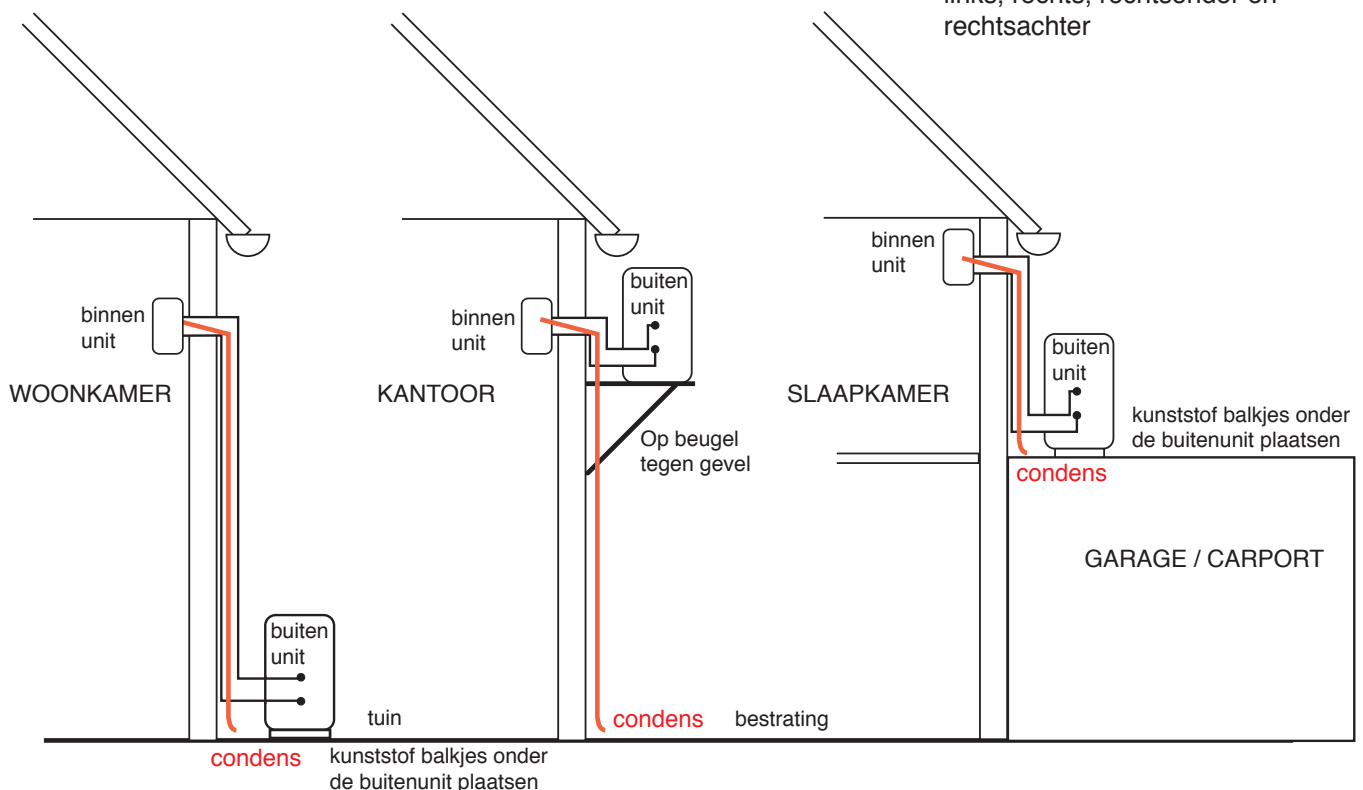 rechtsachter
binnen
unit
WOONKAMER
buiten
unit
tuin
condens
kunststof balkjes onder
de buitenunit plaatsen
binnen
unit
buiten
unit
KANTOOR
Op beugel
tegen gevel
condens
bestrating
binnen
unit
SLAAPKAMER
buiten
unit
kunststof balkjes onder
de buitenunit plaatsen
condens
GARAGE / CARPORT